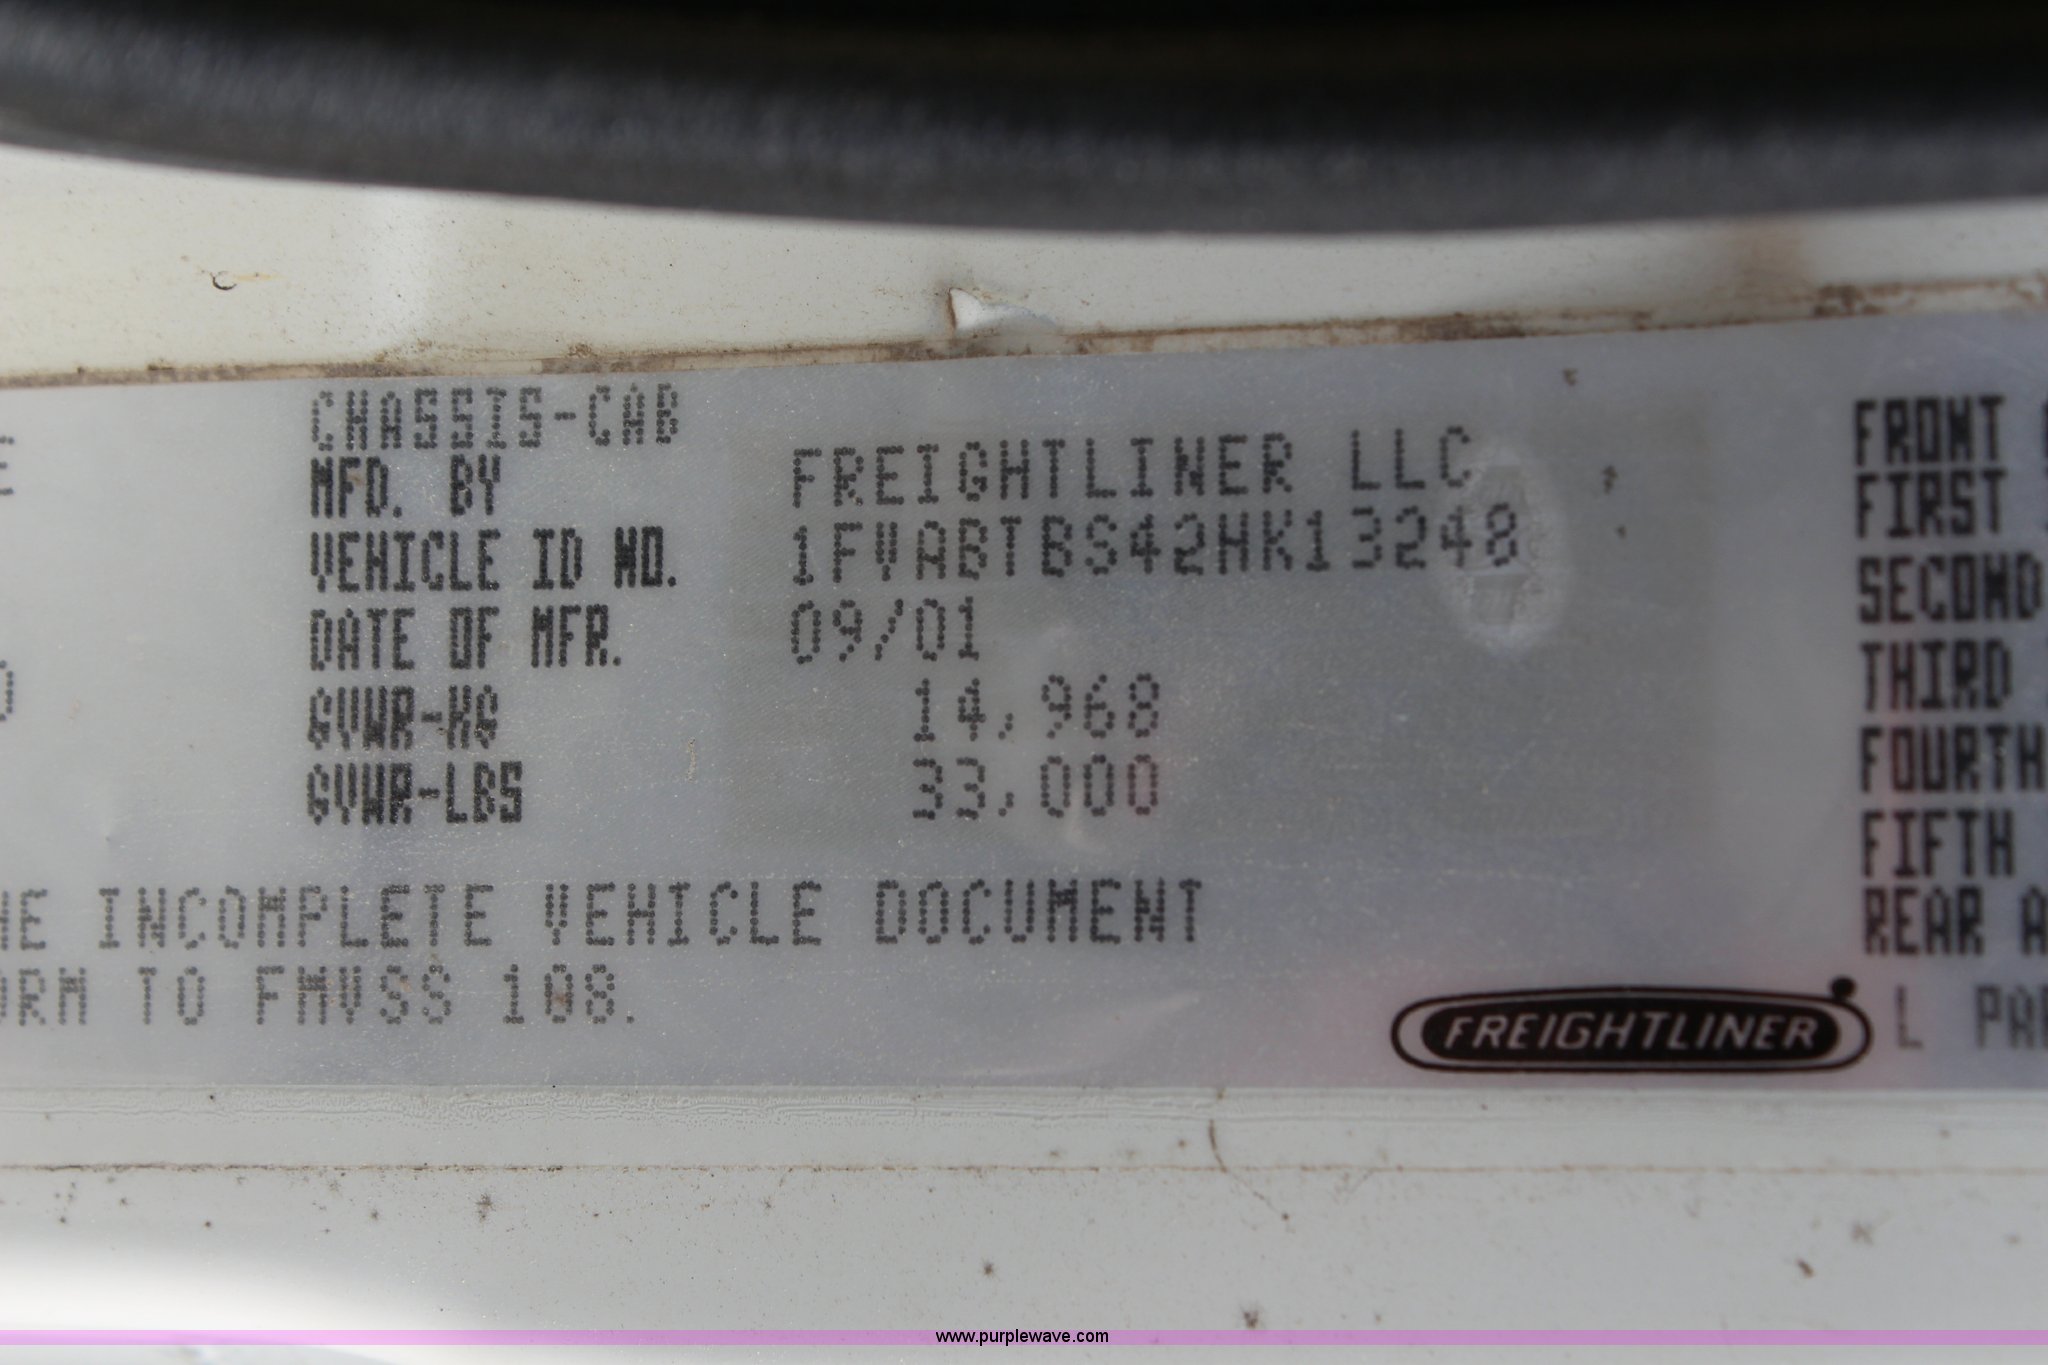 CHASSIS-CAB
MFD. BY FREIGHTLINER LLC
VEHICLE ID NO. 1FVABTBS42HK13248
DATE OF MFR. 09/01
GVWR-KG 14,968
GVWR-LBS 33,000
INCOMPLETE VEHICLE DOCUMENT
TO FMVSS 108.
FRONT
FIRST
SECOND
THIRD
FOURTH
FIFTH
REAR A
FREIGHTLINER
L PA
www.purplewave.com